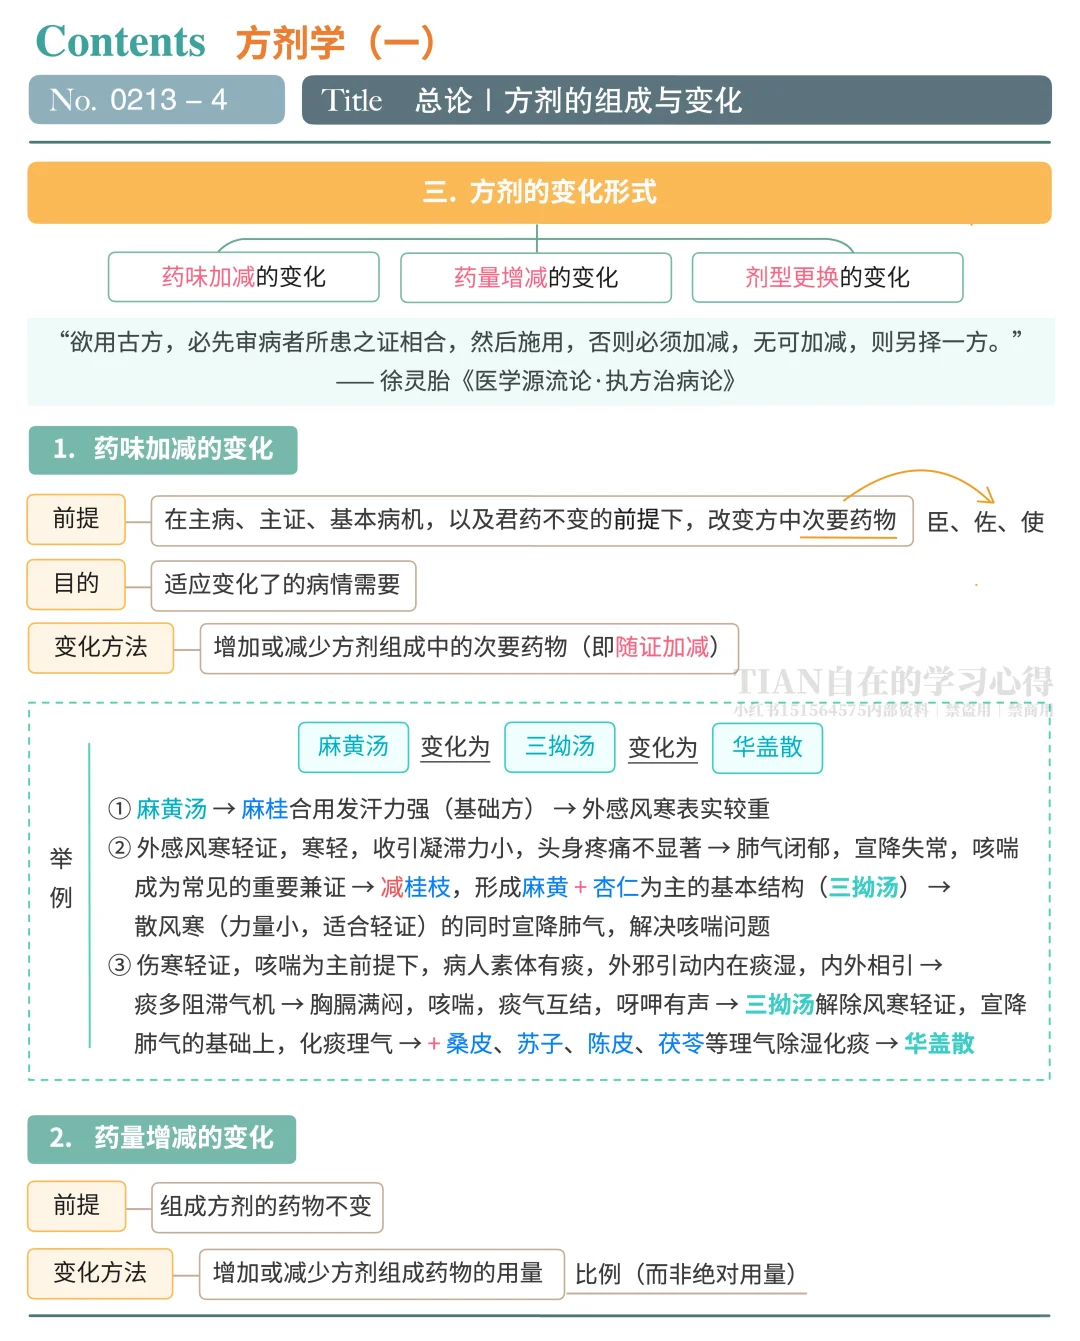 Contents 方剂学（一）
No. 0213 – 4
Title 总论 | 方剂的组成与变化
三. 方剂的变化形式
药味加减的变化 药量增减的变化 剂型更换的变化
“欲用古方，必先审病者所患之证相合，然后施用，否则必须加减，无可加减，则另择一方。”
—— 徐灵胎《医学源流论·执方治病论》
1. 药味加减的变化
前提 在主病、主证、基本病机，以及君药不变的前提下，改变方中次要药物 臣、佐、使
目的 适应变化了的病情需要
变化方法 增加或减少方剂组成中的次要药物（即随证加减）
TIAN自在的学习心得
小红书151564575内部资料｜禁盗用｜禁商用
麻黄汤 变化为 三拗汤 变化为 华盖散
举例
① 麻黄汤 → 麻桂合用发汗力强（基础方） → 外感风寒表实较重
② 外感风寒轻证，寒轻，收引凝滞力小，头身疼痛不显著 → 肺气闭郁，宣降失常，咳喘
成为常见的重要兼证 → 减桂枝，形成麻黄 + 杏仁为主的基本结构（三拗汤） →
散风寒（力量小，适合轻证）的同时宣降肺气，解决咳喘问题
③ 伤寒轻证，咳喘为主前提下，病人素体有痰，外邪引动内在痰湿，内外相引 →
痰多阻滞气机 → 胸膈满闷，咳喘，痰气互结，呀呷有声 → 三拗汤解除风寒轻证，宣降
肺气的基础上，化痰理气 → + 桑皮、苏子、陈皮、茯苓等理气除湿化痰 → 华盖散
2. 药量增减的变化
前提 组成方剂的药物不变
变化方法 增加或减少方剂组成药物的用量 比例（而非绝对用量）